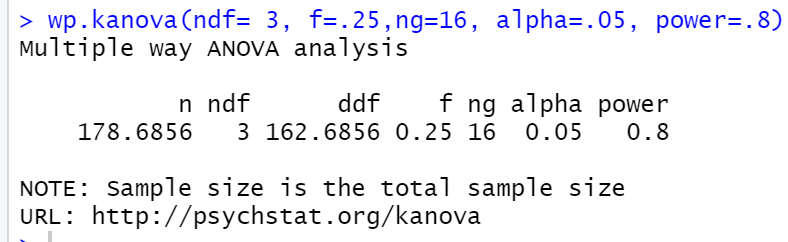 > wp.kanova(ndf= 3, f=.25,ng=16, alpha=.05, power=.8)
Multiple way ANOVA analysis
n ndf ddf f ng alpha power
178.6856 3 162.6856 0.25 16 0.05 0.8
NOTE: Sample size is the total sample size
URL: http://psychstat.org/kanova
>